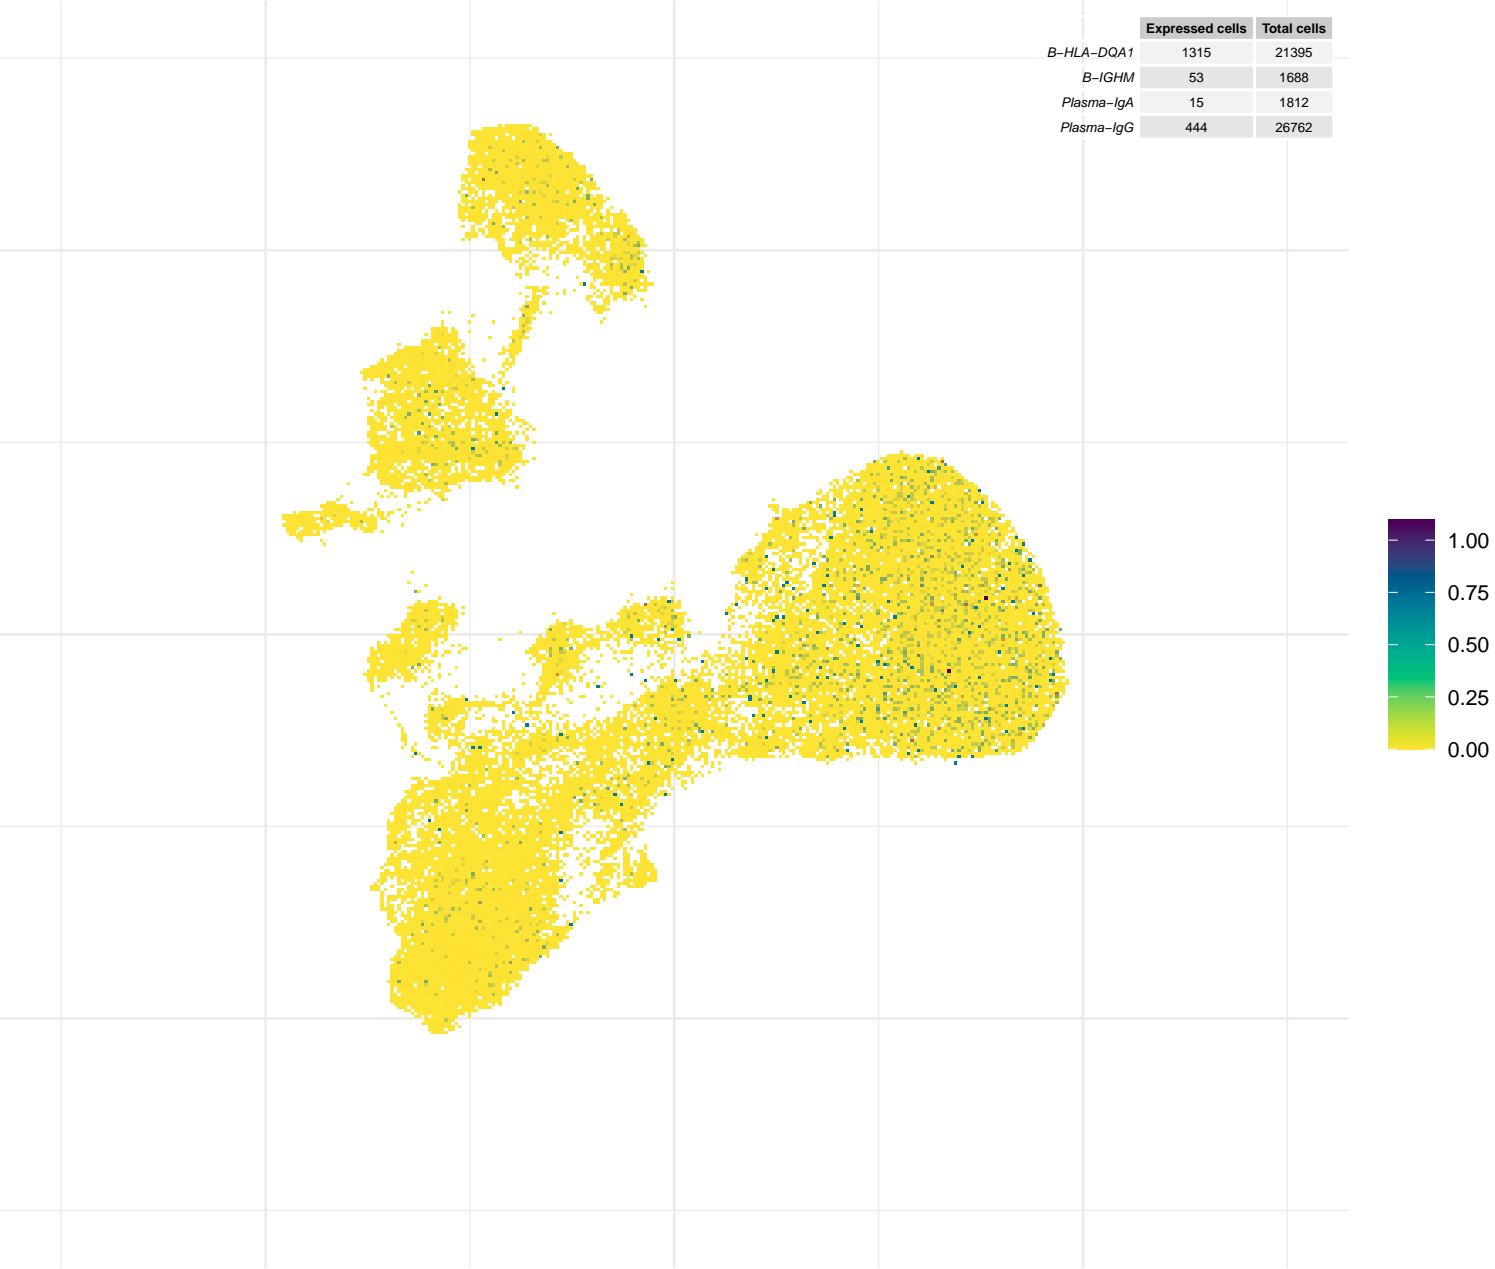 Expressed cells Total cells
B−HLA−DQA1 1315 21395
B−IGHM 53 1688
Plasma−IgA 15 1812
Plasma−IgG 444 26762
1.00
0.75
0.50
0.25
0.00